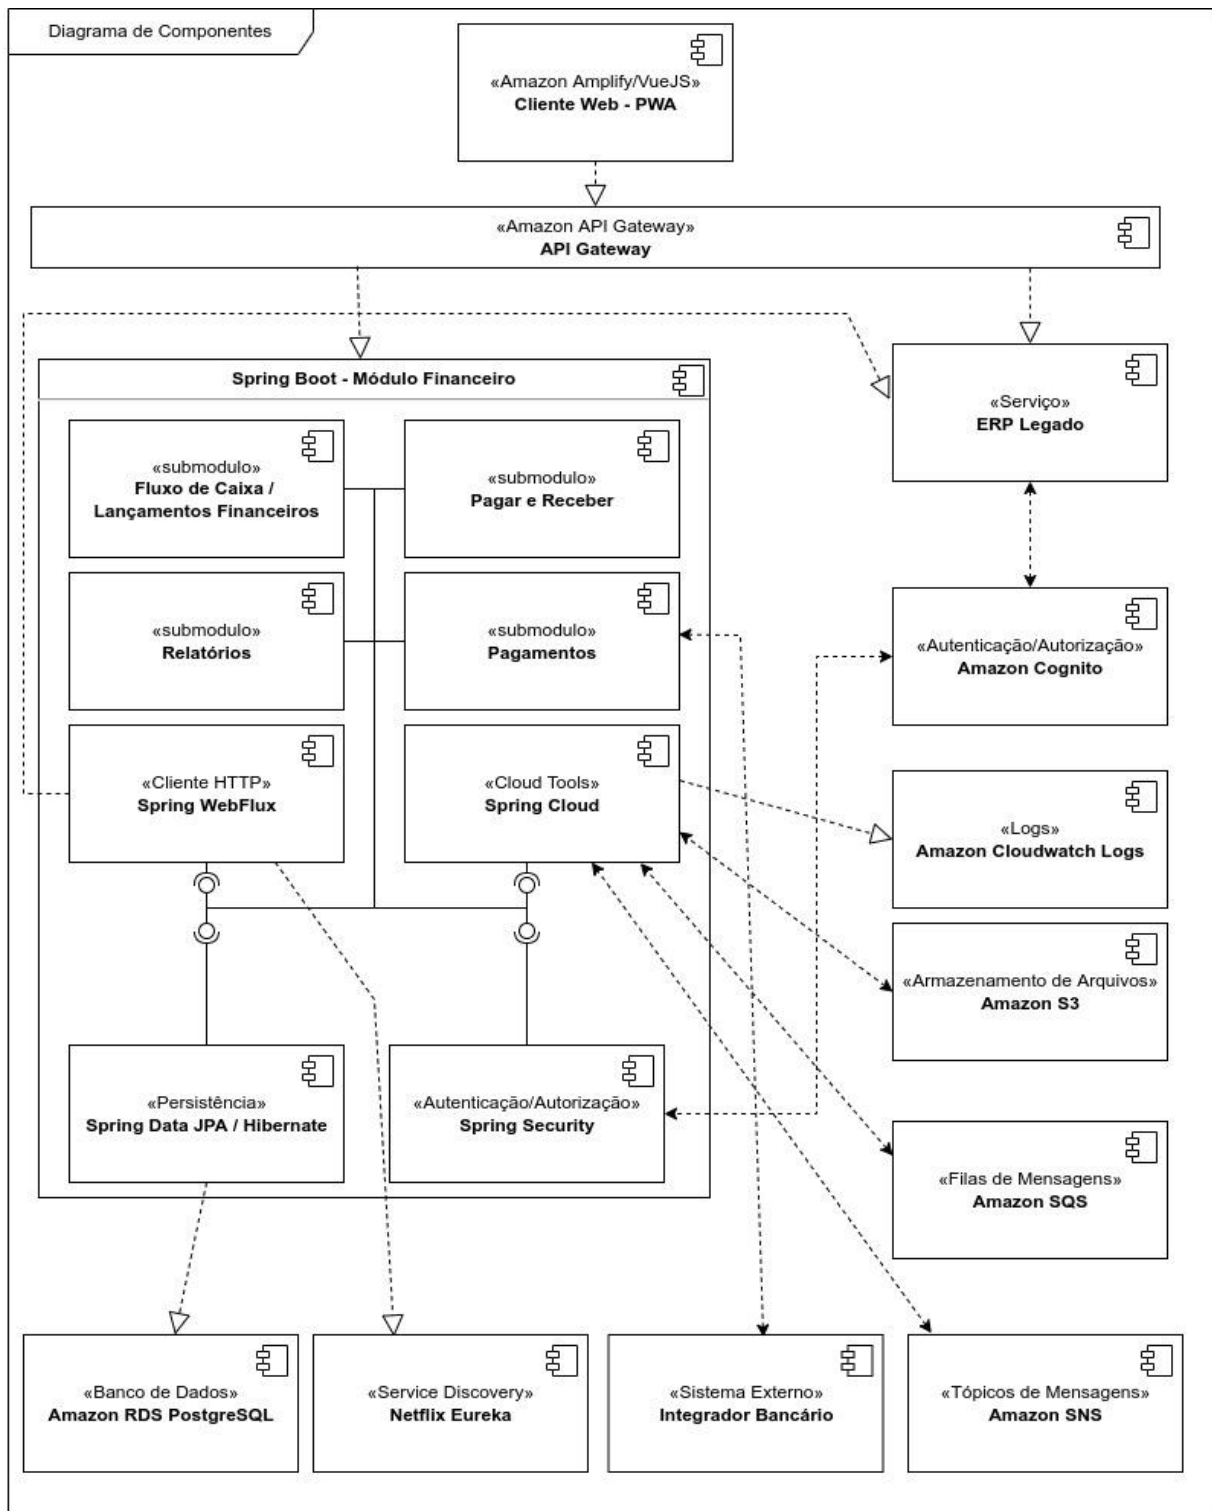 Diagrama de Componentes
«Amazon Amplify/VueJS»
Cliente Web - PWA
«Amazon API Gateway»
API Gateway
Spring Boot - Módulo Financeiro
«Serviço»
ERP Legado
«submodulo»
Fluxo de Caixa /
Lançamentos Financeiros
«submodulo»
Pagar e Receber
«submodulo»
Relatórios
«submodulo»
Pagamentos
«Autenticação/Autorização»
Amazon Cognito
«Cliente HTTP»
Spring WebFlux
«Cloud Tools»
Spring Cloud
«Logs»
Amazon Cloudwatch Logs
«Armazenamento de Arquivos»
Amazon S3
«Persistência»
Spring Data JPA / Hibernate
«Autenticação/Autorização»
Spring Security
«Filas de Mensagens»
Amazon SQS
«Banco de Dados»
Amazon RDS PostgreSQL
«Service Discovery»
Netflix Eureka
«Sistema Externo»
Integrador Bancário
«Tópicos de Mensagens»
Amazon SNS